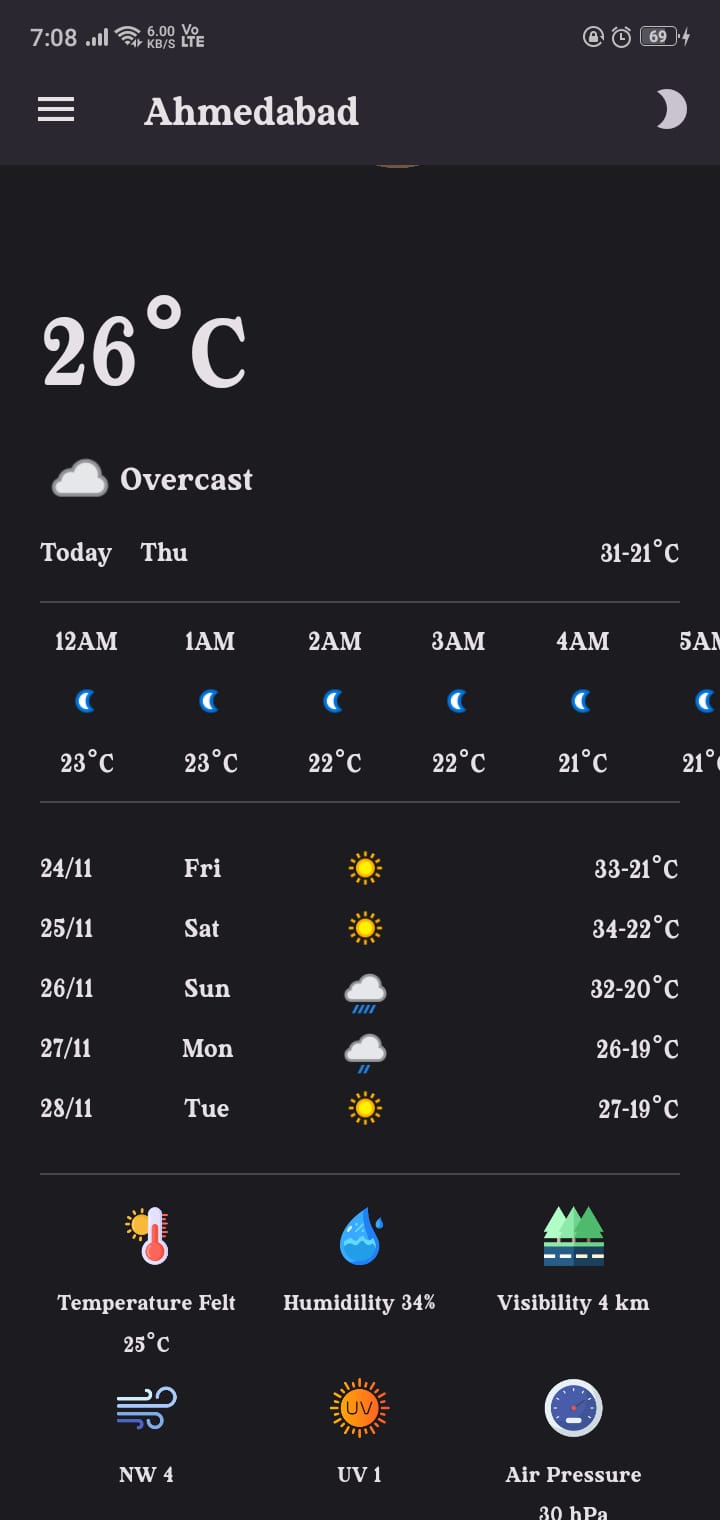 7:08 6.00 KB/S Vo LTE 69
Ahmedabad
26°C
Overcast
Today Thu 31-21°C
12AM 1AM 2AM 3AM 4AM 5AM
23°C 23°C 22°C 22°C 21°C 21°C
24/11 Fri 33-21°C
25/11 Sat 34-22°C
26/11 Sun 32-20°C
27/11 Mon 26-19°C
28/11 Tue 27-19°C
Temperature Felt Humidility 34% Visibility 4 km
25°C
UV
NW 4 UV 1 Air Pressure
30 hPa